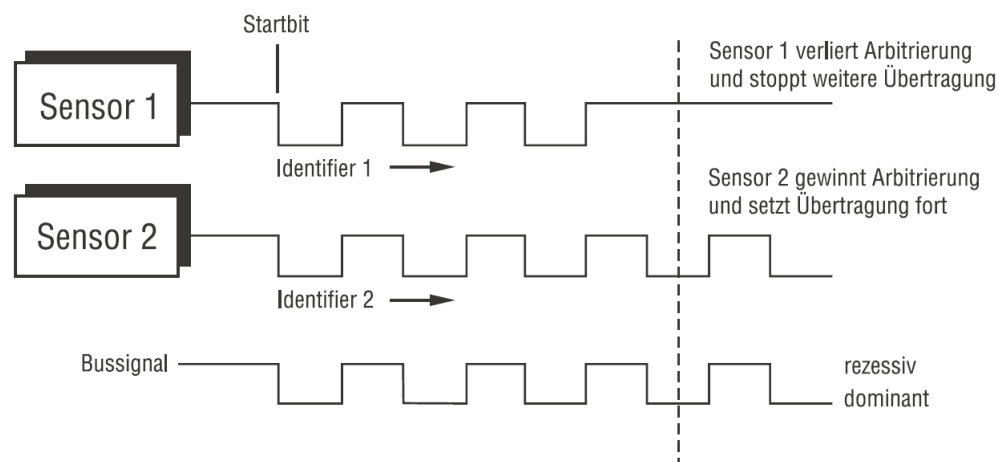 Startbit
Sensor 1 verliert Arbitrierung
und stoppt weitere Übertragung
Sensor 1
Identifier 1
Sensor 2 gewinnt Arbitrierung
und setzt Übertragung fort
Sensor 2
Identifier 2
Bussignal
rezessiv
dominant